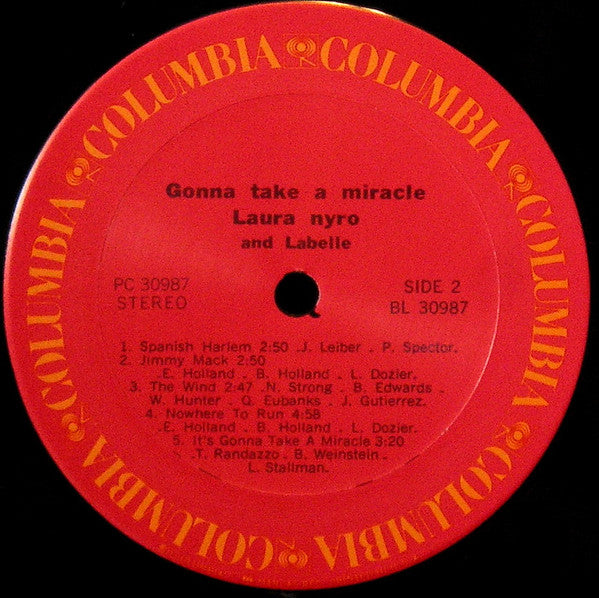 COLUMBIA COLUMBIA COLUMBIA COLUMBIA COLUMBIA COLUMBIA
Gonna take a miracle
Laura nyro
and Labelle
PC 30987
STEREO
SIDE 2
BL 30987
1. Spanish Harlem 2:50 . J. Leiber . P. Spector.
2. Jimmy Mack 2:50
. E. Holland . B. Holland . L. Dozier.
3. The Wind 2:47 . N. Strong . B. Edwards .
W. Hunter . Q. Eubanks . J. Gutierrez.
4. Nowhere To Run 4:58
. E. Holland . B. Holland . L. Dozier.
5. It's Gonna Take A Miracle 3:20
. T. Randazzo . B. Weinstein .
L. Stallman.